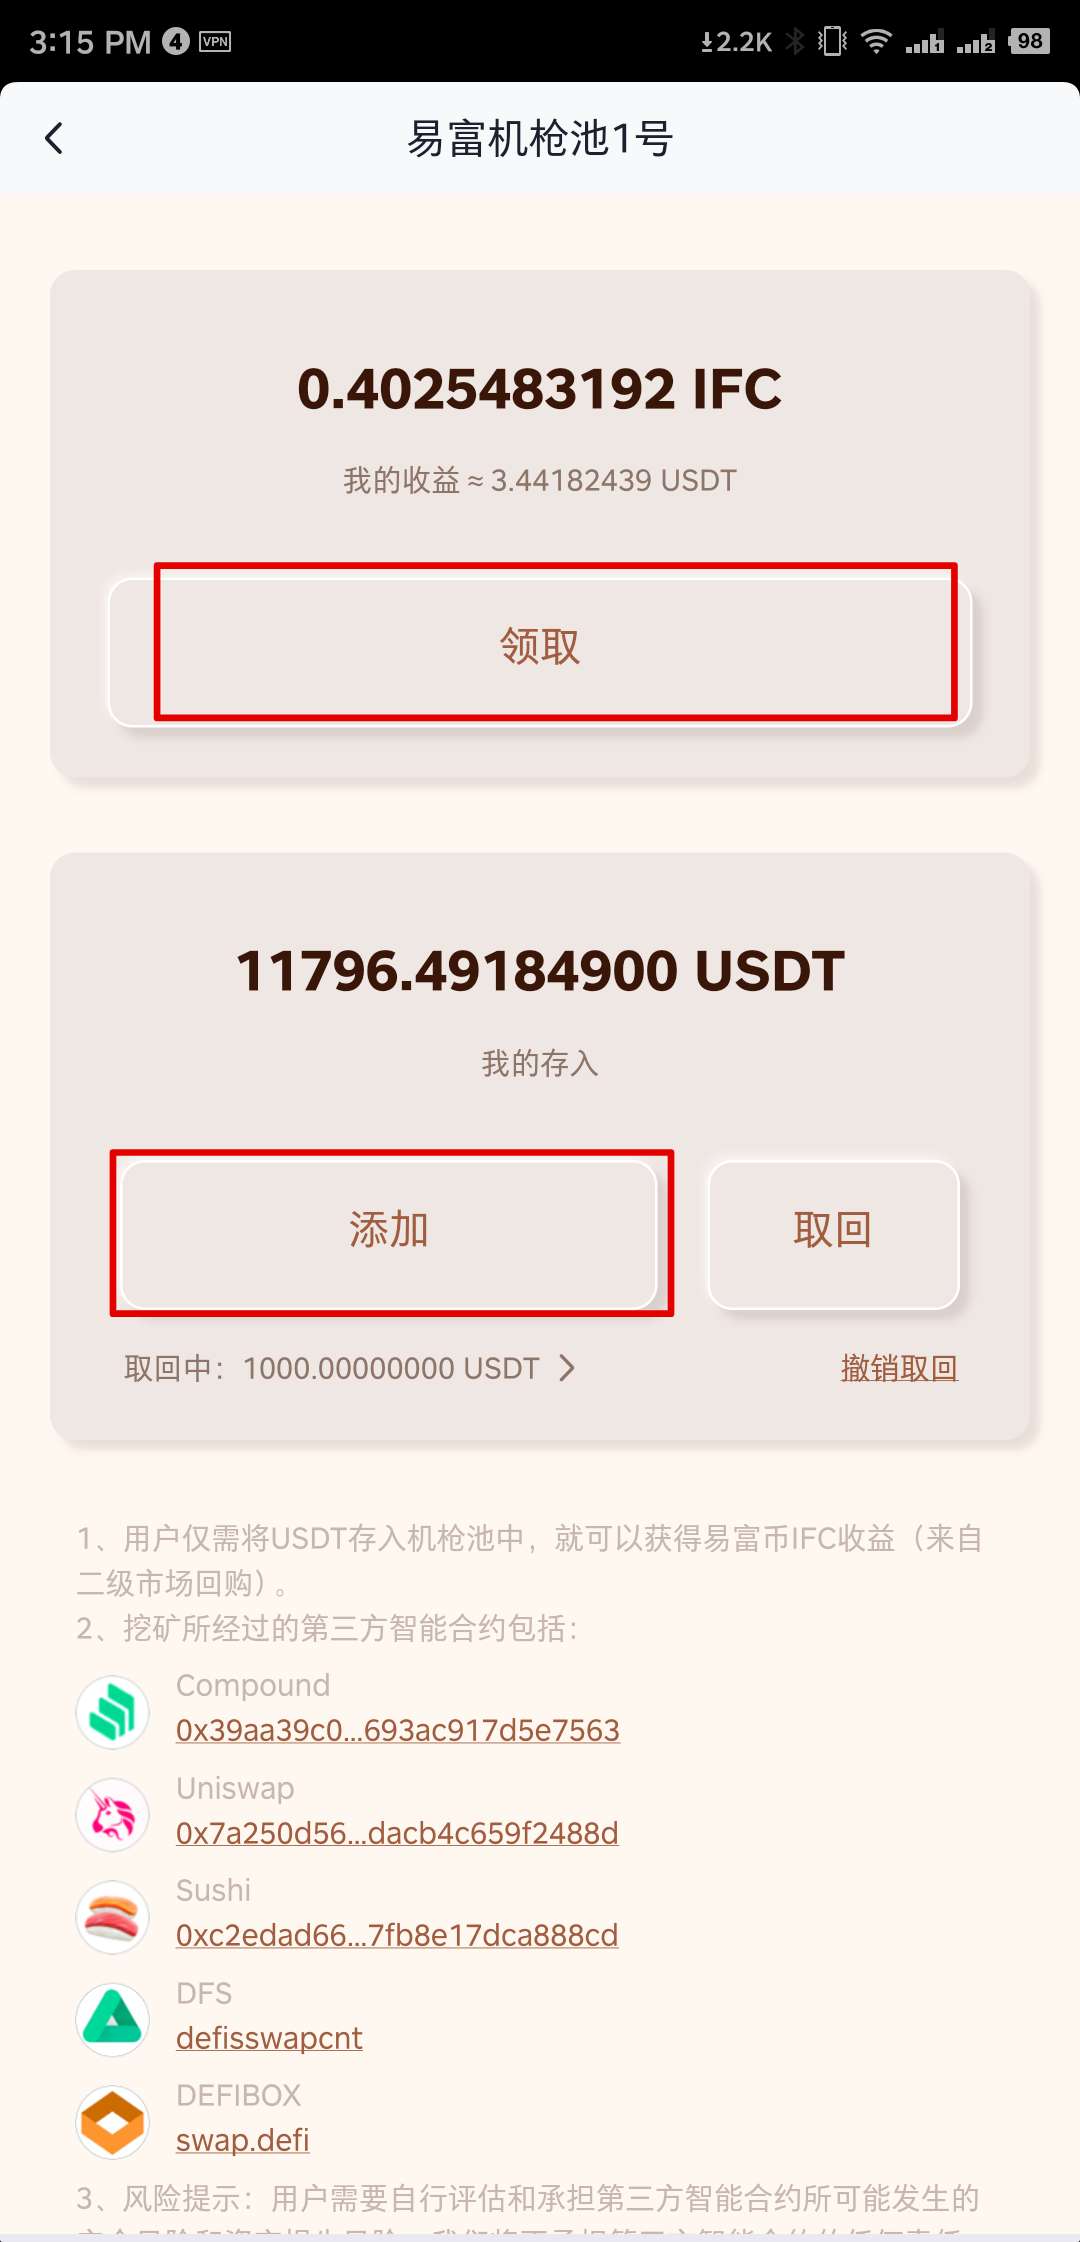 3:15 PM 4 VPN 2.2K 1 2 98
易富机枪池1号
0.4025483192 IFC
我的收益 ≈ 3.44182439 USDT
领取
11796.49184900 USDT
我的存入
添加 取回
取回中：1000.00000000 USDT 撤销取回
1、用户仅需将USDT存入机枪池中，就可以获得易富币IFC收益（来自
二级市场回购）。
2、挖矿所经过的第三方智能合约包括：
Compound
0x39aa39c0...693ac917d5e7563
Uniswap
0x7a250d56...dacb4c659f2488d
Sushi
0xc2edad66...7fb8e17dca888cd
DFS
defisswapcnt
DEFIBOX
swap.defi
3、风险提示：用户需要自行评估和承担第三方智能合约所可能发生的